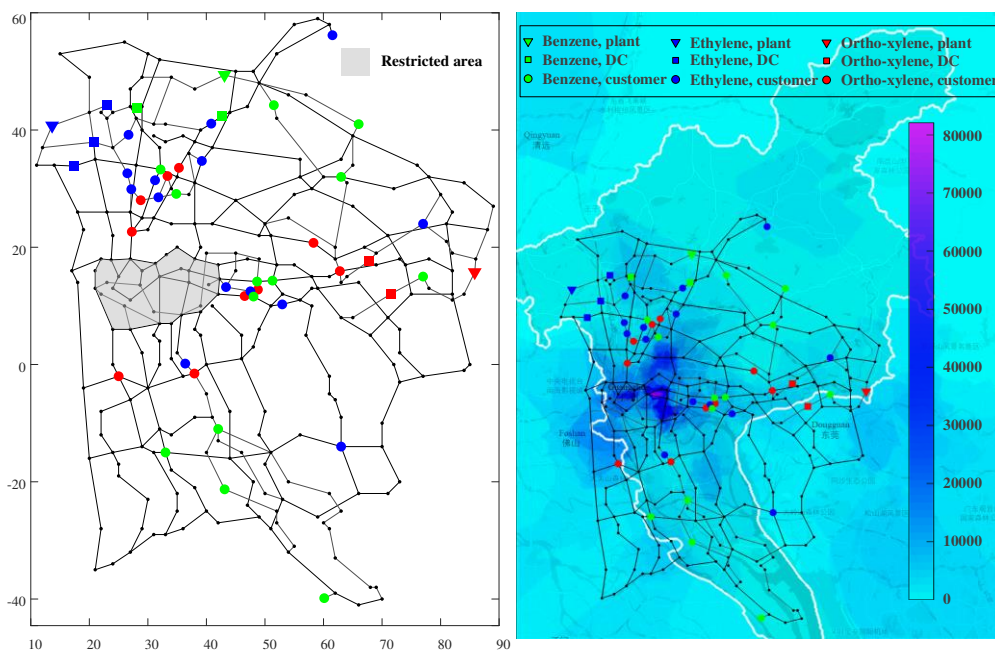 60
40
20
0
-20
-40
10 20 30 40 50 60 70 80 90
Restricted area
Benzene, plant Ethylene, plant Ortho-xylene, plant
Benzene, DC Ethylene, DC Ortho-xylene, DC
Benzene, customer Ethylene, customer Ortho-xylene, customer
Qingyuan
清远
Foshan
佛山
Dongguan
东莞
80000
70000
60000
50000
40000
30000
20000
10000
0